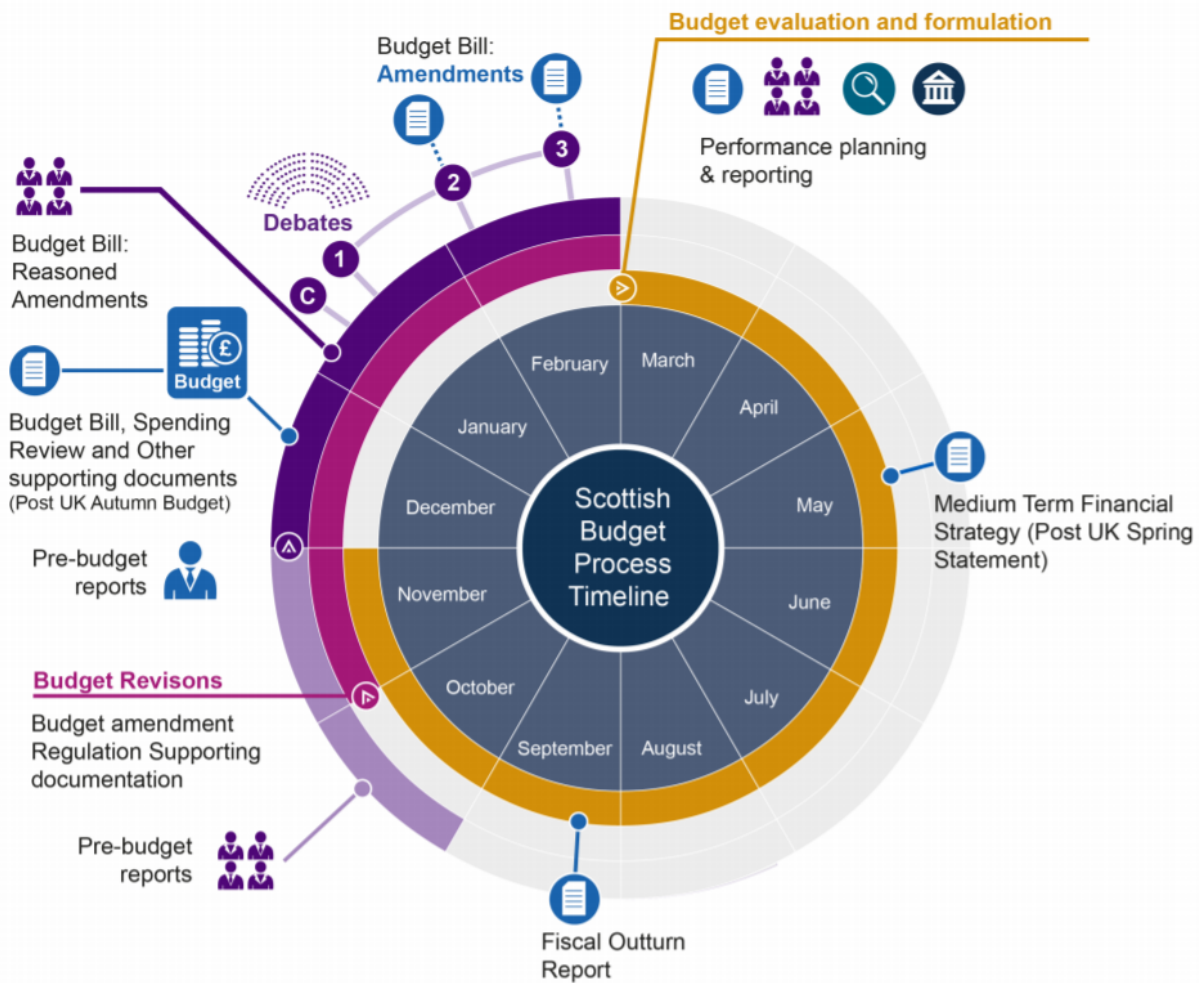 Budget evaluation and formulation
Performance planning
& reporting
Budget Bill:
Amendments
3
2
Debates
1
C
Budget Bill:
Reasoned
Amendments
£
Budget
Budget Bill, Spending
Review and Other
supporting documents
(Post UK Autumn Budget)
Pre-budget
reports
Budget Revisons
Budget amendment
Regulation Supporting
documentation
Pre-budget
reports
Fiscal Outturn
Report
Medium Term Financial
Strategy (Post UK Spring
Statement)
Scottish
Budget
Process
Timeline
March
April
May
June
July
August
September
October
November
December
January
February